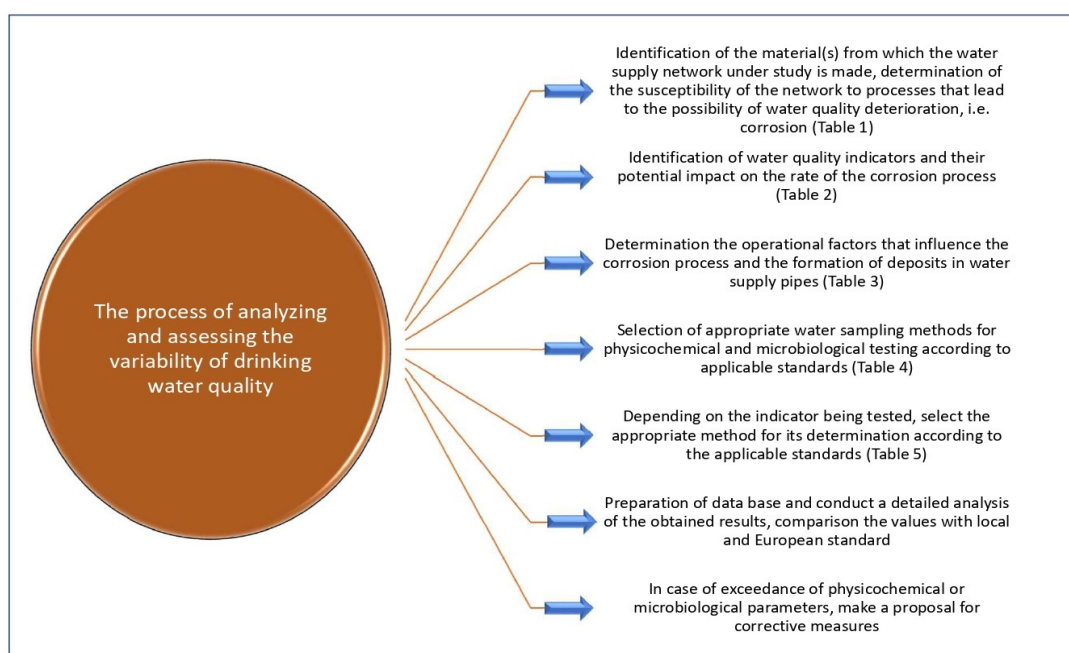 The process of analyzing
and assessing the
variability of drinking
water quality
Identification of the material(s) from which the water
supply network under study is made, determination of
the susceptibility of the network to processes that lead
to the possibility of water quality deterioration, i.e.
corrosion (Table 1)
Identification of water quality indicators and their
potential impact on the rate of the corrosion process
(Table 2)
Determination the operational factors that influence the
corrosion process and the formation of deposits in water
supply pipes (Table 3)
Selection of appropriate water sampling methods for
physicochemical and microbiological testing according to
applicable standards (Table 4)
Depending on the indicator being tested, select the
appropriate method for its determination according to
the applicable standards (Table 5)
Preparation of data base and conduct a detailed analysis
of the obtained results, comparison the values with local
and European standard
In case of exceedance of physicochemical or
microbiological parameters, make a proposal for
corrective measures